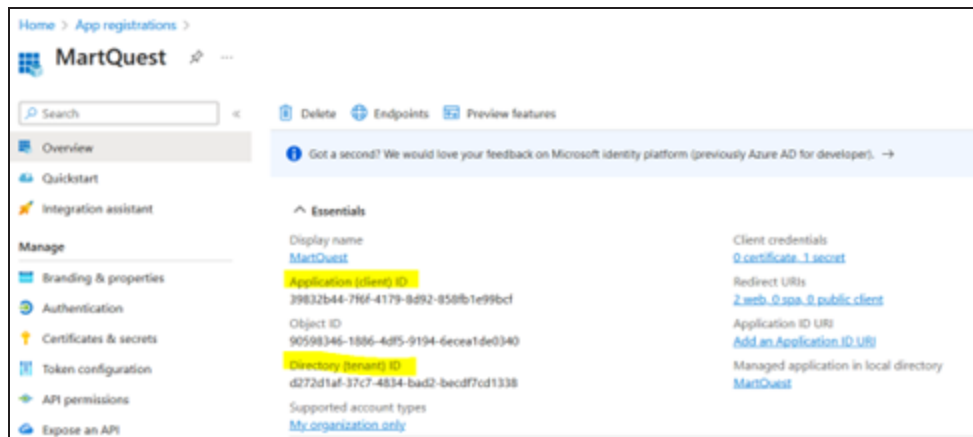 Home > App registrations >
MartQuest
Search
Delete Endpoints Preview features
Overview
Got a second? We would love your feedback on Microsoft identity platform (previously Azure AD for developer). →
Quickstart
Integration assistant
Essentials
Manage
Display name
MartQuest
Client credentials
0 certificate, 1 secret
Branding & properties
Application (client) ID
39832b44-7f6f-4179-8d92-858fb1e99bcf
Redirect URIs
2 web, 0 spa, 0 public client
Authentication
Object ID
90598346-1886-4df5-9194-6ecea1de0340
Application ID URI
Add an Application ID URI
Certificates & secrets
Directory (tenant) ID
d272d1af-37c7-4834-bad2-becdf7cd1338
Managed application in local directory
MartQuest
Token configuration
API permissions
Supported account types
My organization only
Expose an API